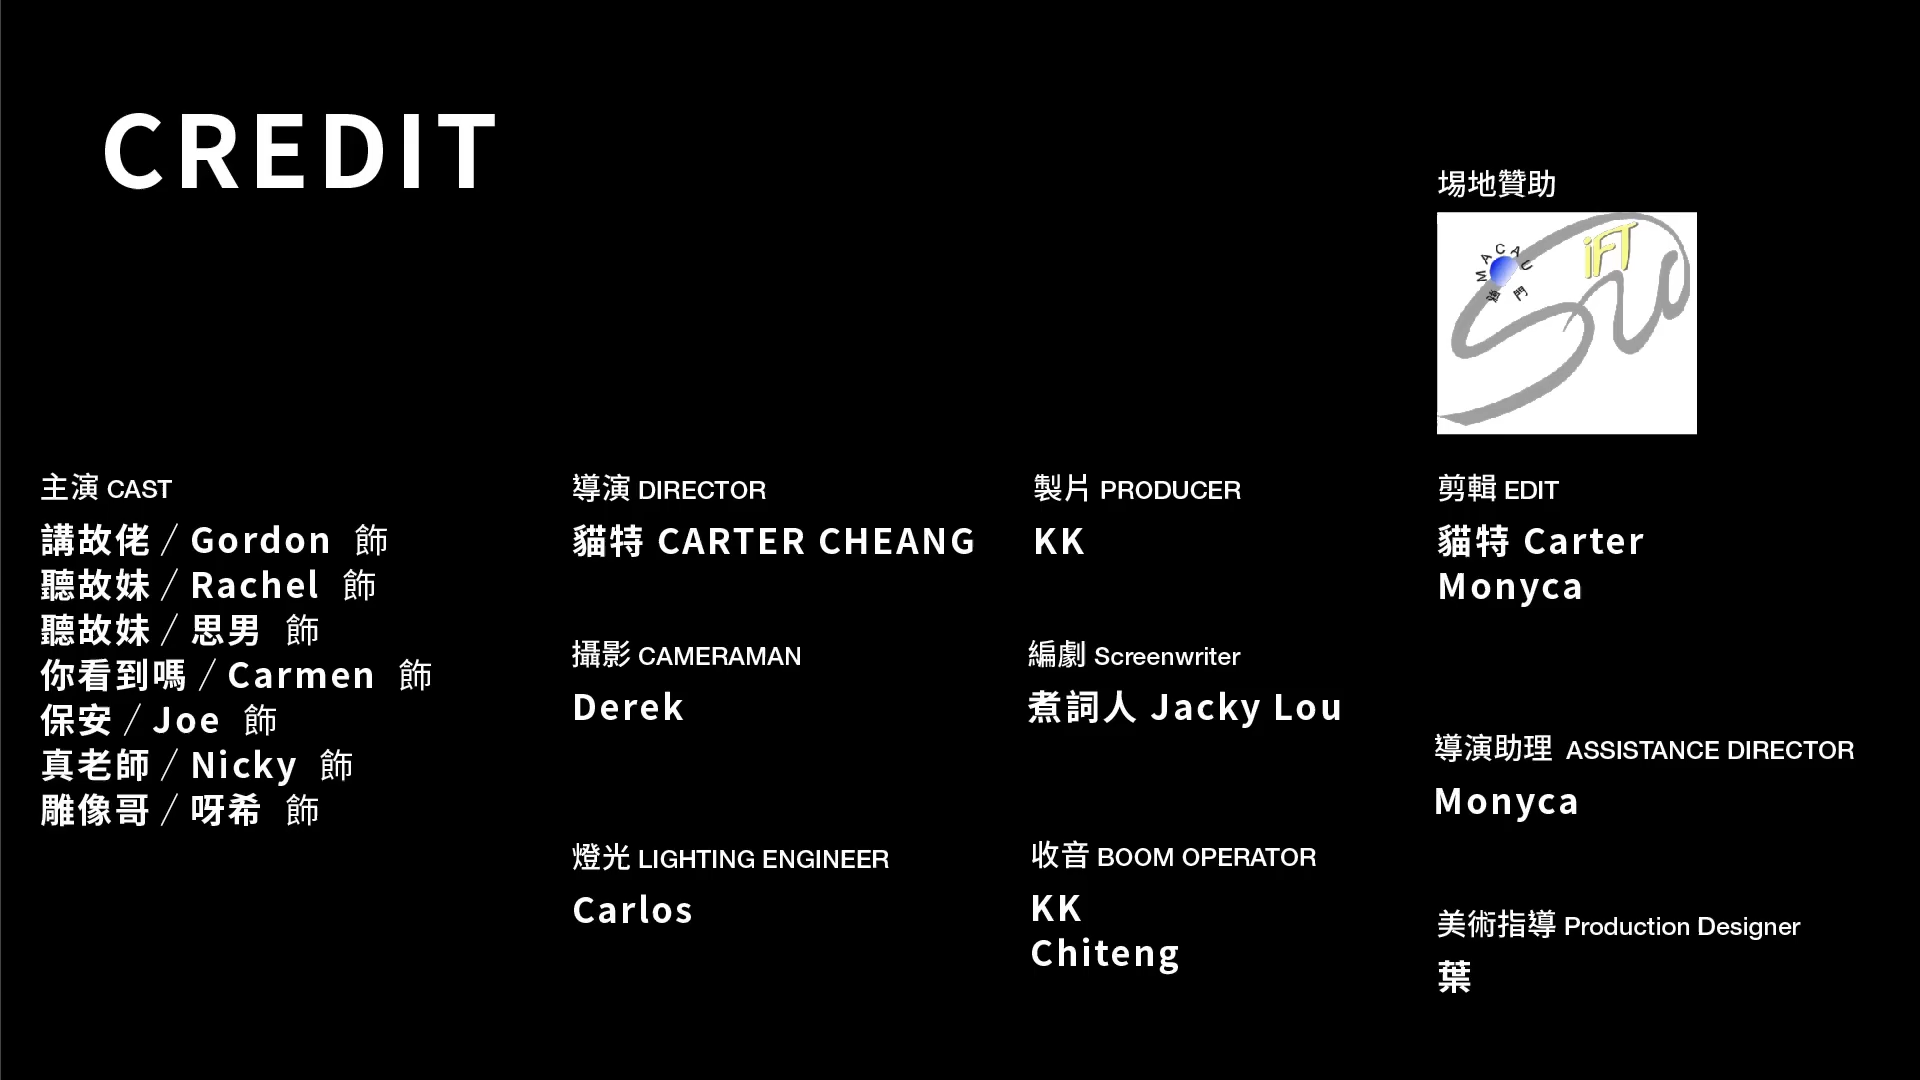 CREDIT
場地贊助
MACAU
澳門
iFT
SU
主演 CAST
講故佬 / Gordon 飾
聽故妹 / Rachel 飾
聽故妹 / 思男 飾
你看到嗎 / Carmen 飾
保安 / Joe 飾
真老師 / Nicky 飾
雕像哥 / 呀希 飾
導演 DIRECTOR
貓特 CARTER CHEANG
攝影 CAMERAMAN
Derek
燈光 LIGHTING ENGINEER
Carlos
製片 PRODUCER
KK
編劇 Screenwriter
煮詞人 Jacky Lou
收音 BOOM OPERATOR
KK
Chiteng
剪輯 EDIT
貓特 Carter
Monyca
導演助理 ASSISTANCE DIRECTOR
Monyca
美術指導 Production Designer
葉